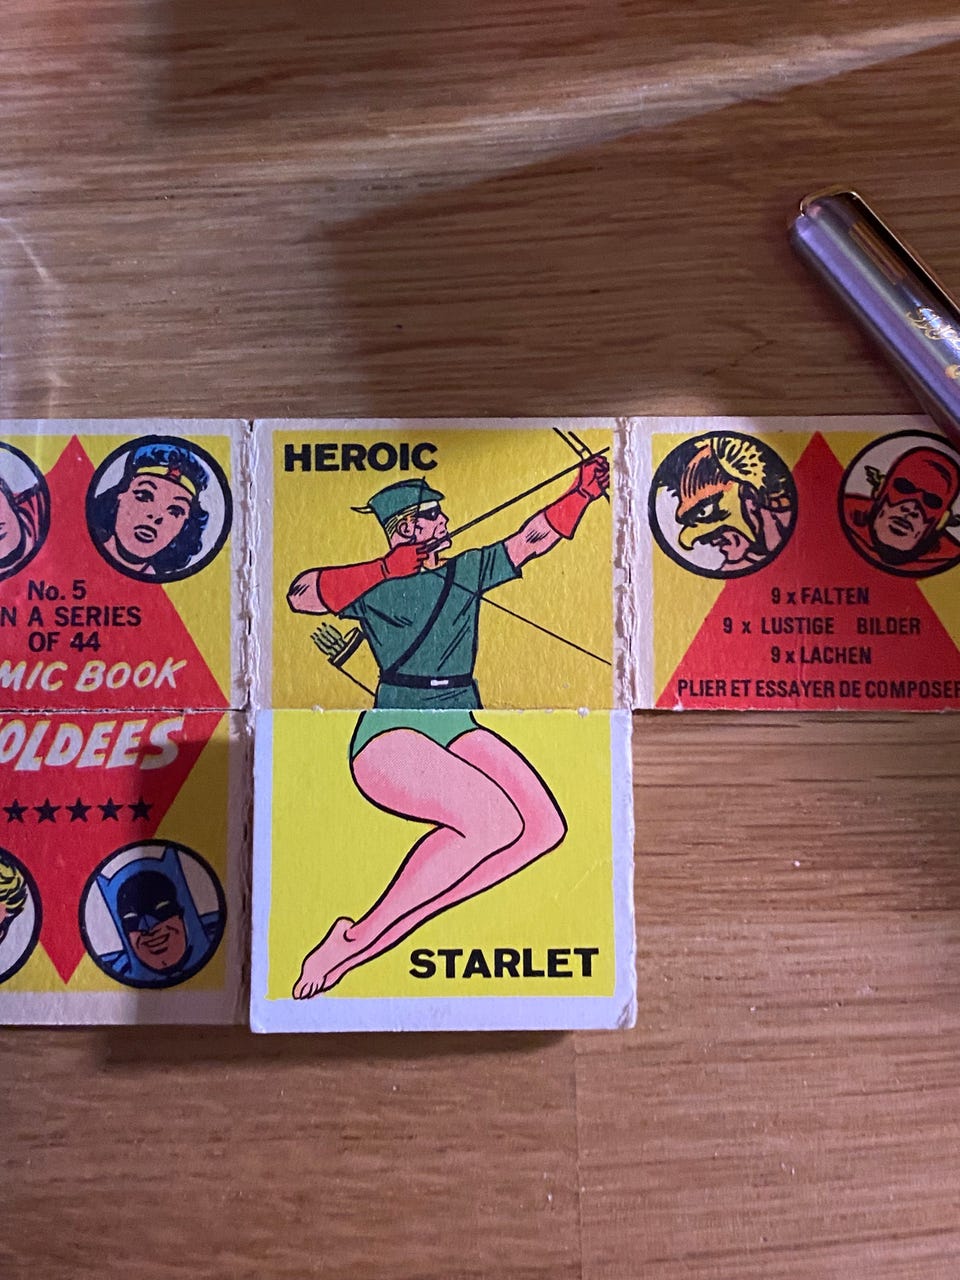 HEROIC
STARLET
No. 5
N A SERIES
OF 44
MIC BOOK
OLDEES
9 x FALTEN
9 x LUSTIGE BILDER
9 x LACHEN
PLIER ET ESSAYER DE COMPOSER